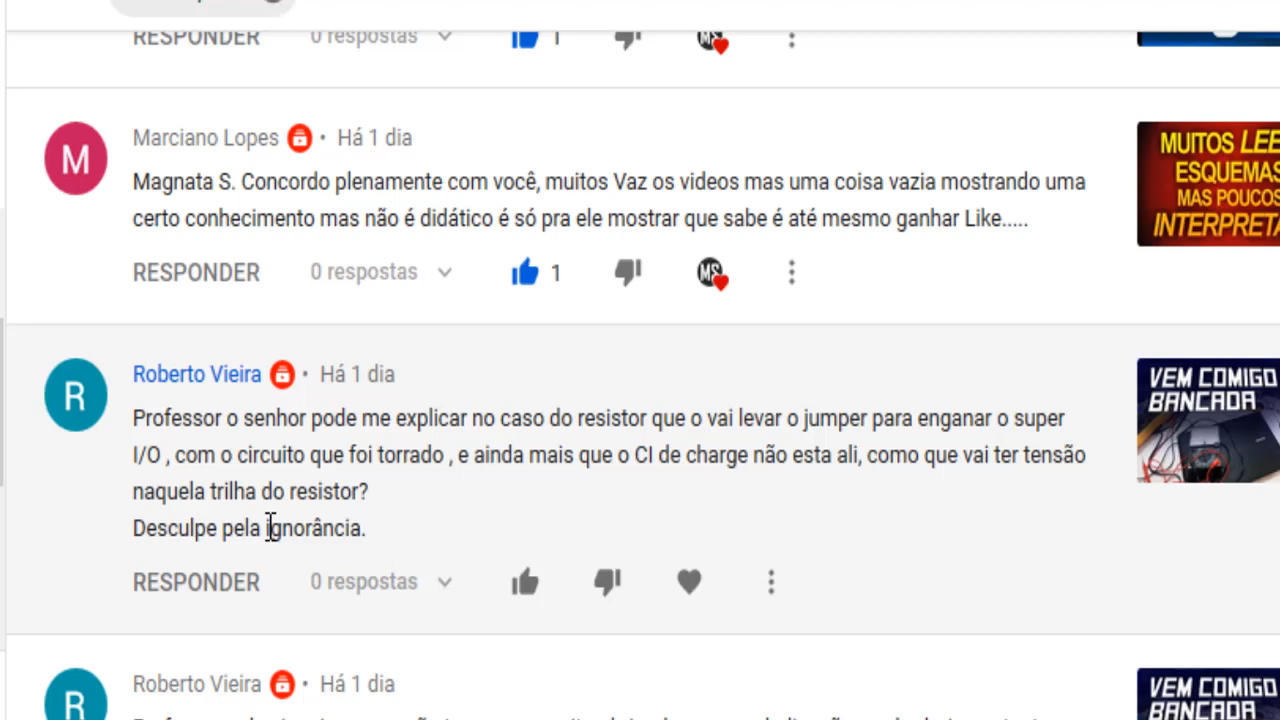 RESPONDER 0 respostas 1
Marciano Lopes • Há 1 dia
M
Magnata S. Concordo plenamente com você, muitos Vaz os videos mas uma coisa vazia mostrando uma
certo conhecimento mas não é didático é só pra ele mostrar que sabe é até mesmo ganhar Like.....
MUITOS LEE
ESQUEMAS
MAS POUCOS
INTERPRETA
RESPONDER 0 respostas 1 MS
Roberto Vieira • Há 1 dia
R
Professor o senhor pode me explicar no caso do resistor que o vai levar o jumper para enganar o super
I/O , com o circuito que foi torrado , e ainda mais que o CI de charge não esta ali, como que vai ter tensão
naquela trilha do resistor?
Desculpe pela ignorância.
VEM COMIGO
BANCADA
RESPONDER 0 respostas
Roberto Vieira • Há 1 dia
R
VEM COMIGO
BANCADA